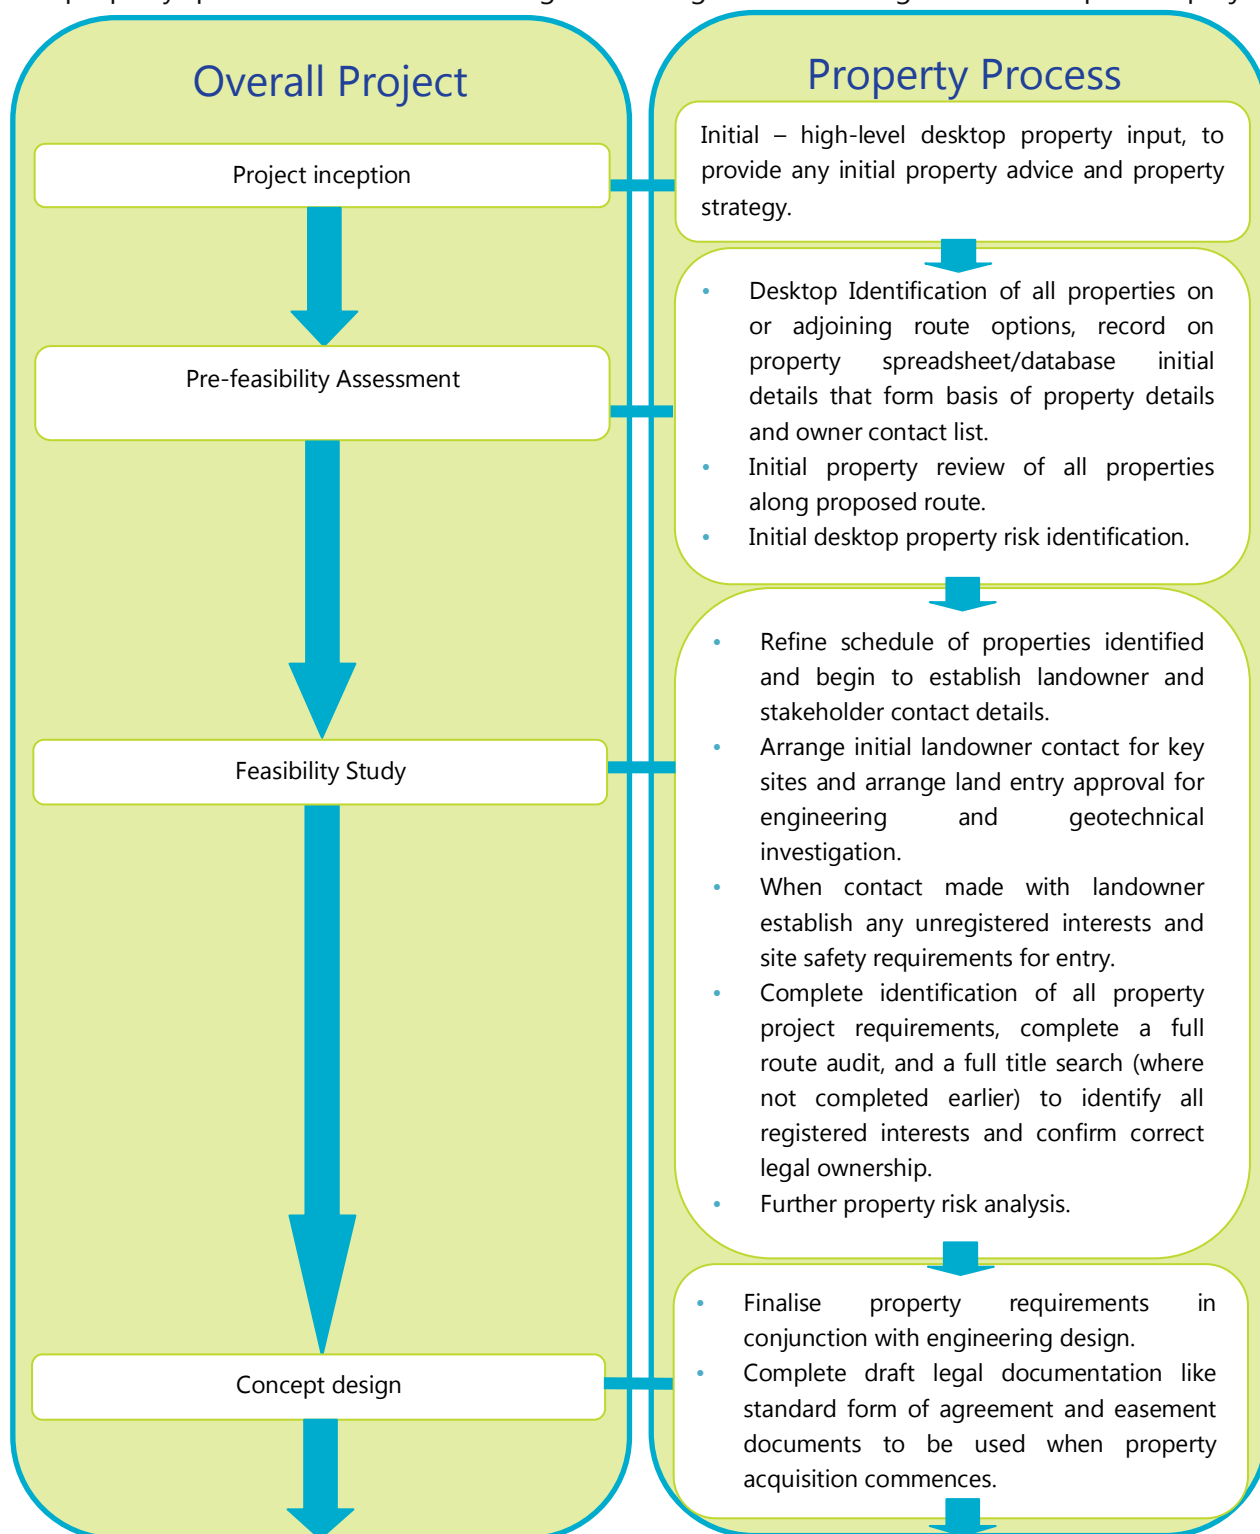 Overall Project
Project inception
Pre-feasibility Assessment
Feasibility Study
Concept design
Property Process
Initial – high-level desktop property input, to
provide any initial property advice and property
strategy.
• Desktop Identification of all properties on
or adjoining route options, record on
property spreadsheet/database initial
details that form basis of property details
and owner contact list.
• Initial property review of all properties
along proposed route.
• Initial desktop property risk identification.
• Refine schedule of properties identified
and begin to establish landowner and
stakeholder contact details.
• Arrange initial landowner contact for key
sites and arrange land entry approval for
engineering and geotechnical
investigation.
• When contact made with landowner
establish any unregistered interests and
site safety requirements for entry.
• Complete identification of all property
project requirements, complete a full
route audit, and a full title search (where
not completed earlier) to identify all
registered interests and confirm correct
legal ownership.
• Further property risk analysis.
• Finalise property requirements in
conjunction with engineering design.
• Complete draft legal documentation like
standard form of agreement and easement
documents to be used when property
acquisition commences.